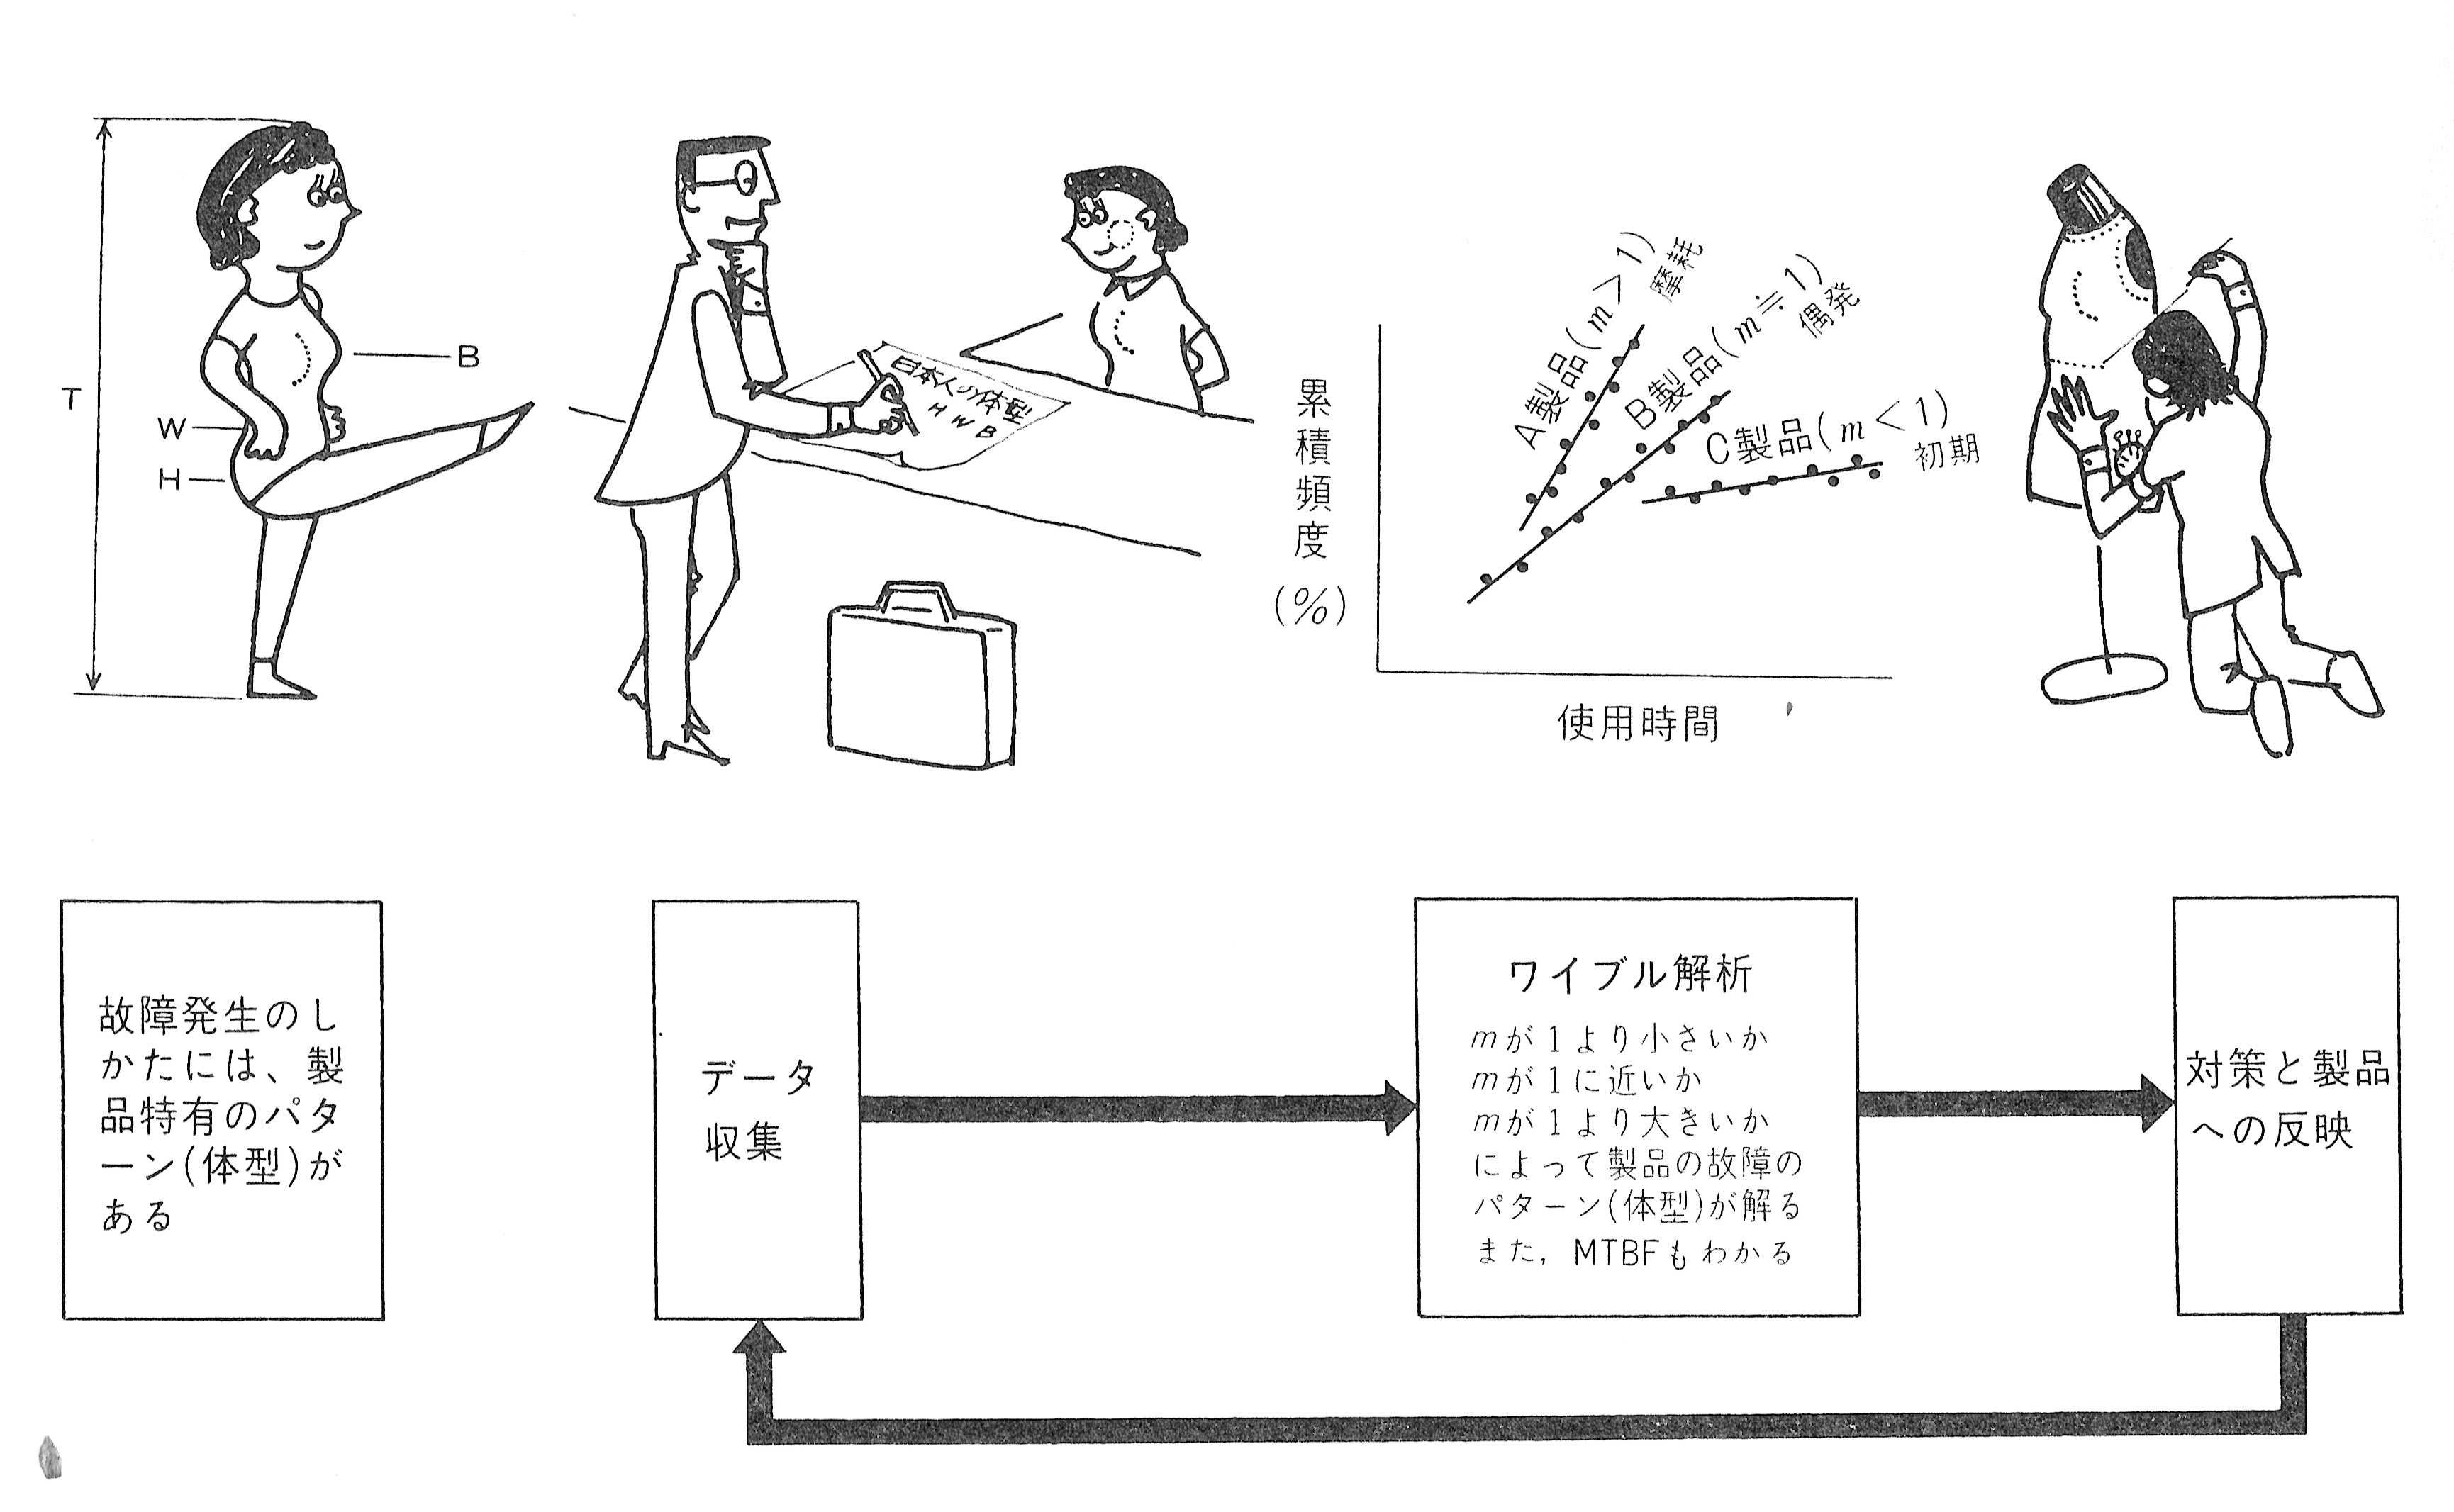 T
B
W
H
日本人の体型
H W B
累積頻度
(%)
A製品(m>1)
摩耗
B製品(m≒1)
偶発
C製品(m<1)
初期
使用時間
故障発生のし
かたには、製
品特有のパタ
ーン(体型)が
ある
データ
収集
ワイブル解析
mが1より小さいか
mが1に近いか
mが1より大きいか
によって製品の故障の
パターン(体型)が解る
また,MTBFもわかる
対策と製品
への反映